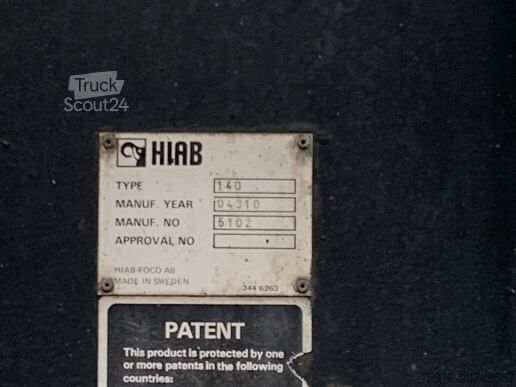 Truck
Scout24
HIAB
TYPE 140
MANUF. YEAR 04310
MANUF. NO 5102
APPROVAL NO
HIAB-FOCO AB
MADE IN SWEDEN 344 6263
PATENT
This product is protected by one
or more patents in the following
countries: